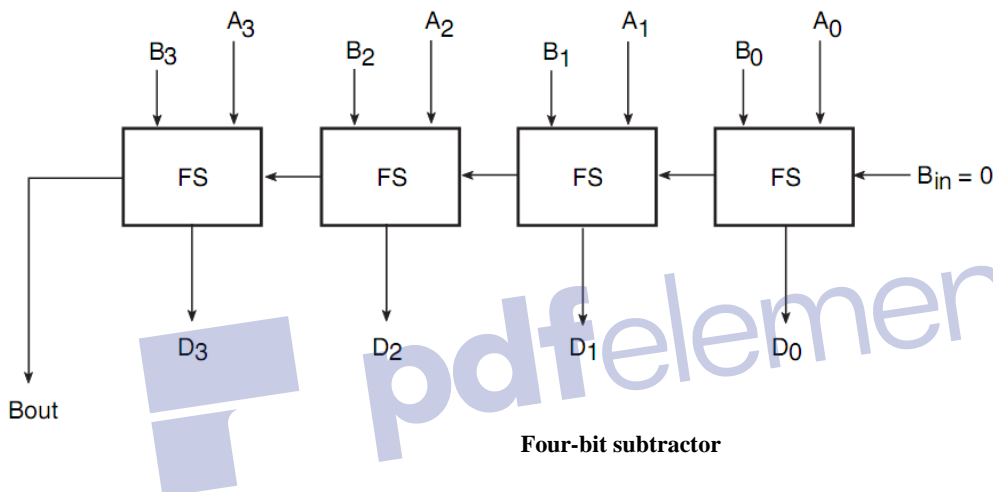 B3 A3 B2 A2 B1 A1 B0 A0
FS FS FS FS Bin = 0
D3 D2 D1 D0
Bout
pdfelemen
Four-bit subtractor